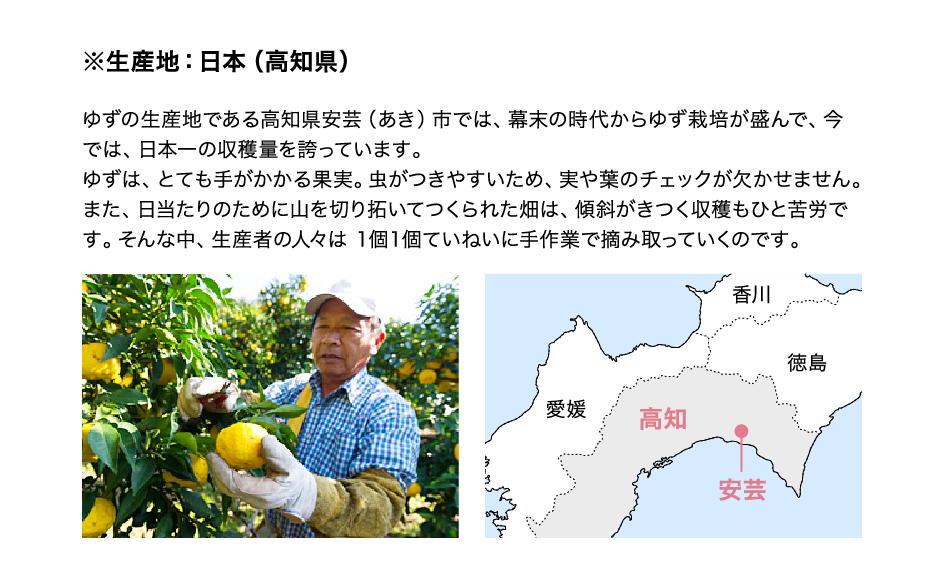 ※生産地：日本（高知県）
ゆずの生産地である高知県安芸（あき）市では、幕末の時代からゆず栽培が盛んで、今
では、日本一の収穫量を誇っています。
ゆずは、とても手がかかる果実。虫がつきやすいため、実や葉のチェックが欠かせません。
また、日当たりのために山を切り拓いてつくられた畑は、傾斜がきつく収穫もひと苦労で
す。そんな中、生産者の人々は 1個1個ていねいに手作業で摘み取っていくのです。
香川
徳島
愛媛
高知
安芸